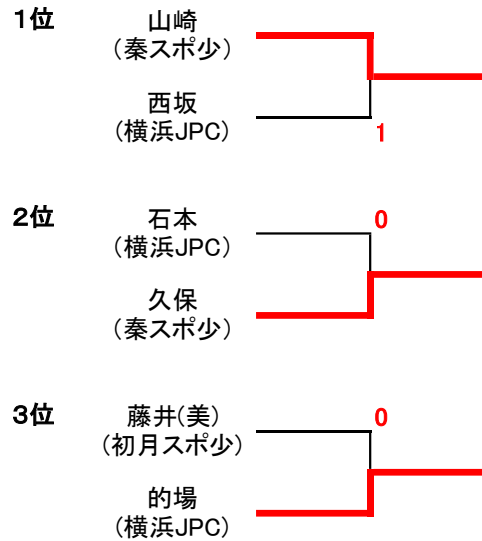 1位
山崎
(秦スポ少)
西坂
(横浜JPC)
1
2位
石本
(横浜JPC)
0
久保
(秦スポ少)
3位
藤井(美)
(初月スポ少)
0
的場
(横浜JPC)